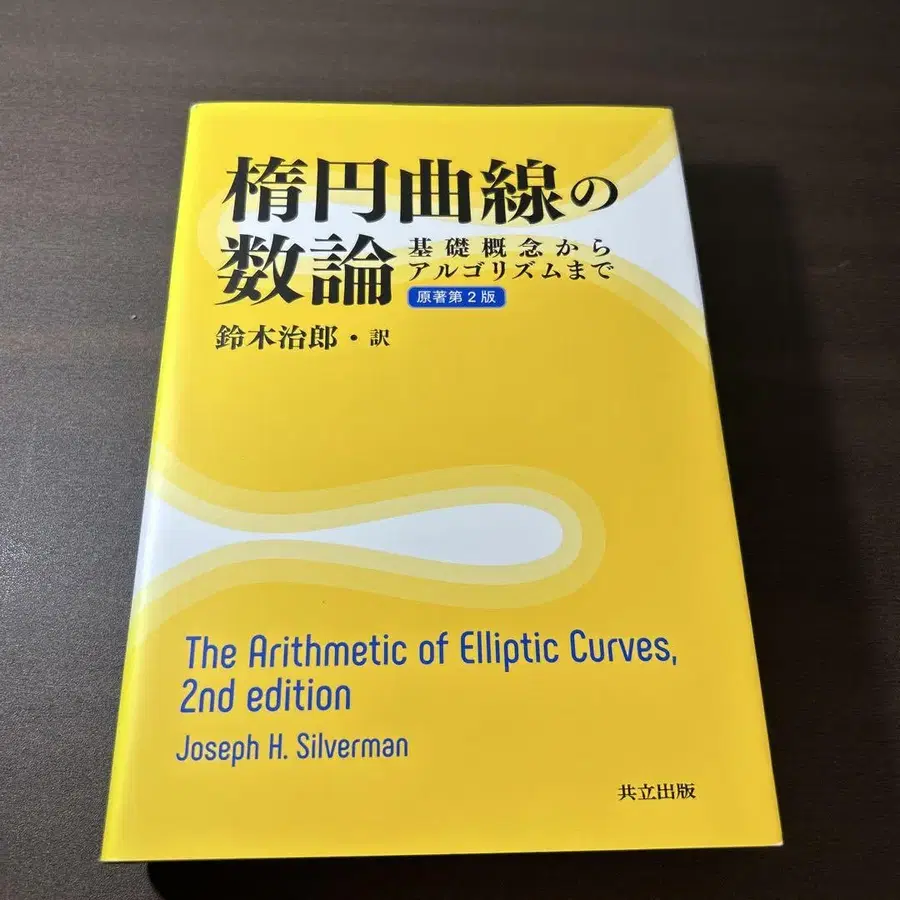 楕円曲線の
数論
基礎概念から
アルゴリズムまで
原著第2版
鈴木治郎・訳
The Arithmetic of Elliptic Curves,
2nd edition
Joseph H. Silverman
共立出版